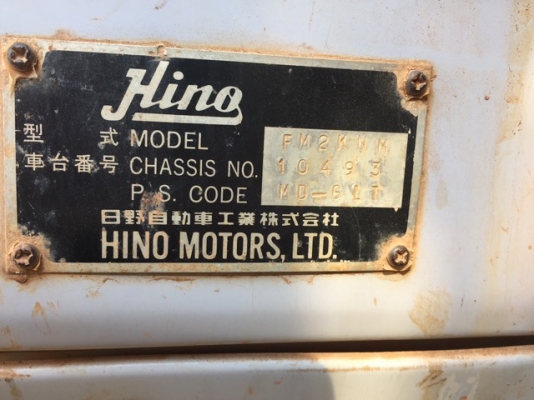 Hino
型 式 MODEL FM2KKM
車台番号 CHASSIS NO. 10493
P. S. CODE
日野自動車工業株式会社
HINO MOTORS, LTD.